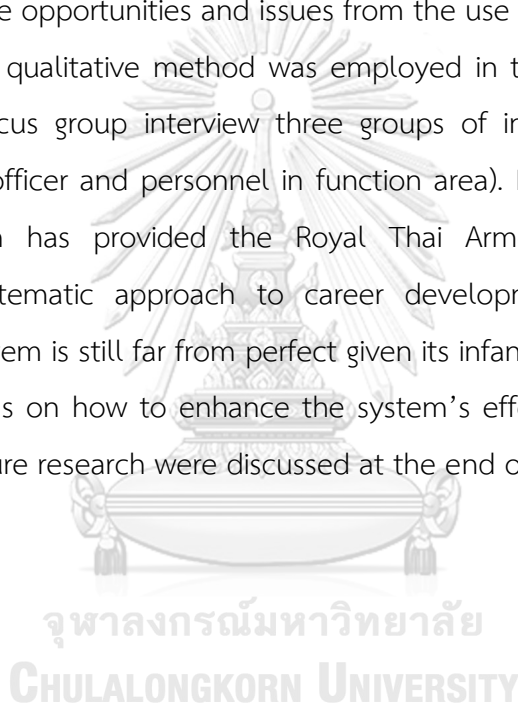 e opportunities and issues from the use
qualitative method was employed in t
cus group interview three groups of in
officer and personnel in function area).
has provided the Royal Thai Arm
tematic approach to career developr
em is still far from perfect given its infan
s on how to enhance the system's eff
ure research were discussed at the end o
จุฬาลงกรณ์มหาวิทยาลัย
CHULALONGKORN UNIVERSITY